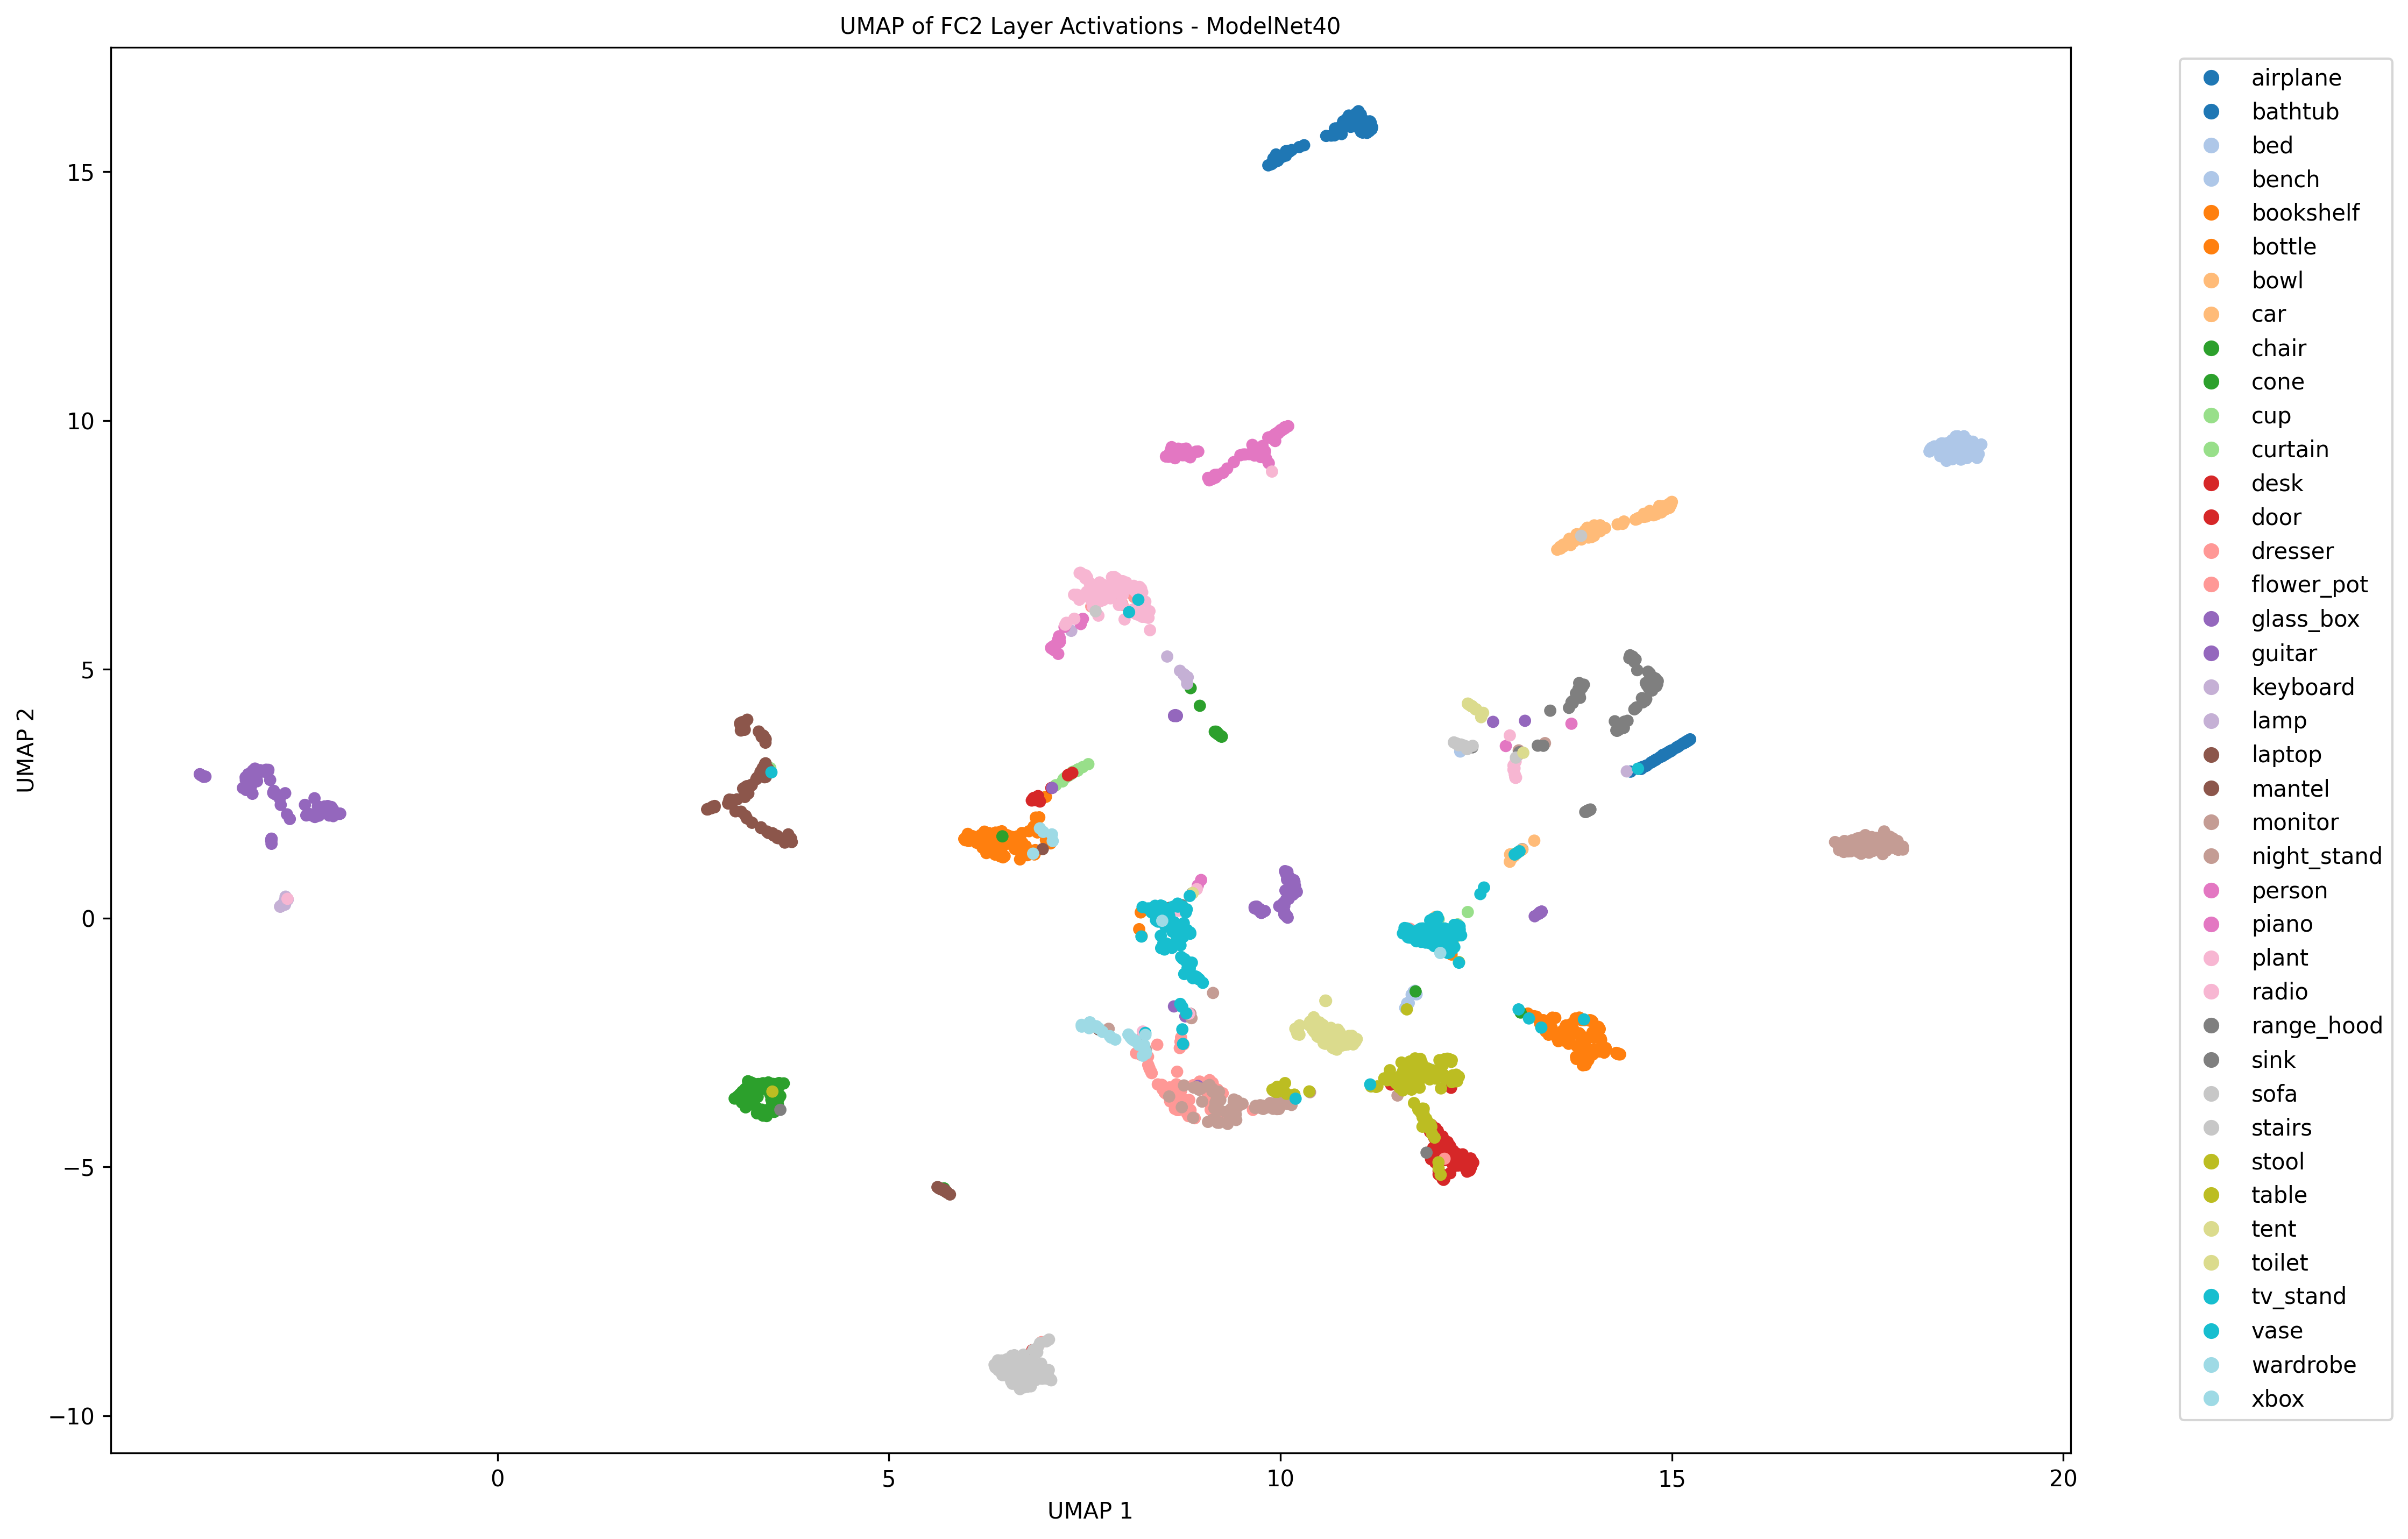 UMAP of FC2 Layer Activations - ModelNet40
15
10
5
0
−5
−10
UMAP 2
0
5
10
15
20
UMAP 1
airplane
bathtub
bed
bench
bookshelf
bottle
bowl
car
chair
cone
cup
curtain
desk
door
dresser
flower_pot
glass_box
guitar
keyboard
lamp
laptop
mantel
monitor
night_stand
person
piano
plant
radio
range_hood
sink
sofa
stairs
stool
table
tent
toilet
tv_stand
vase
wardrobe
xbox